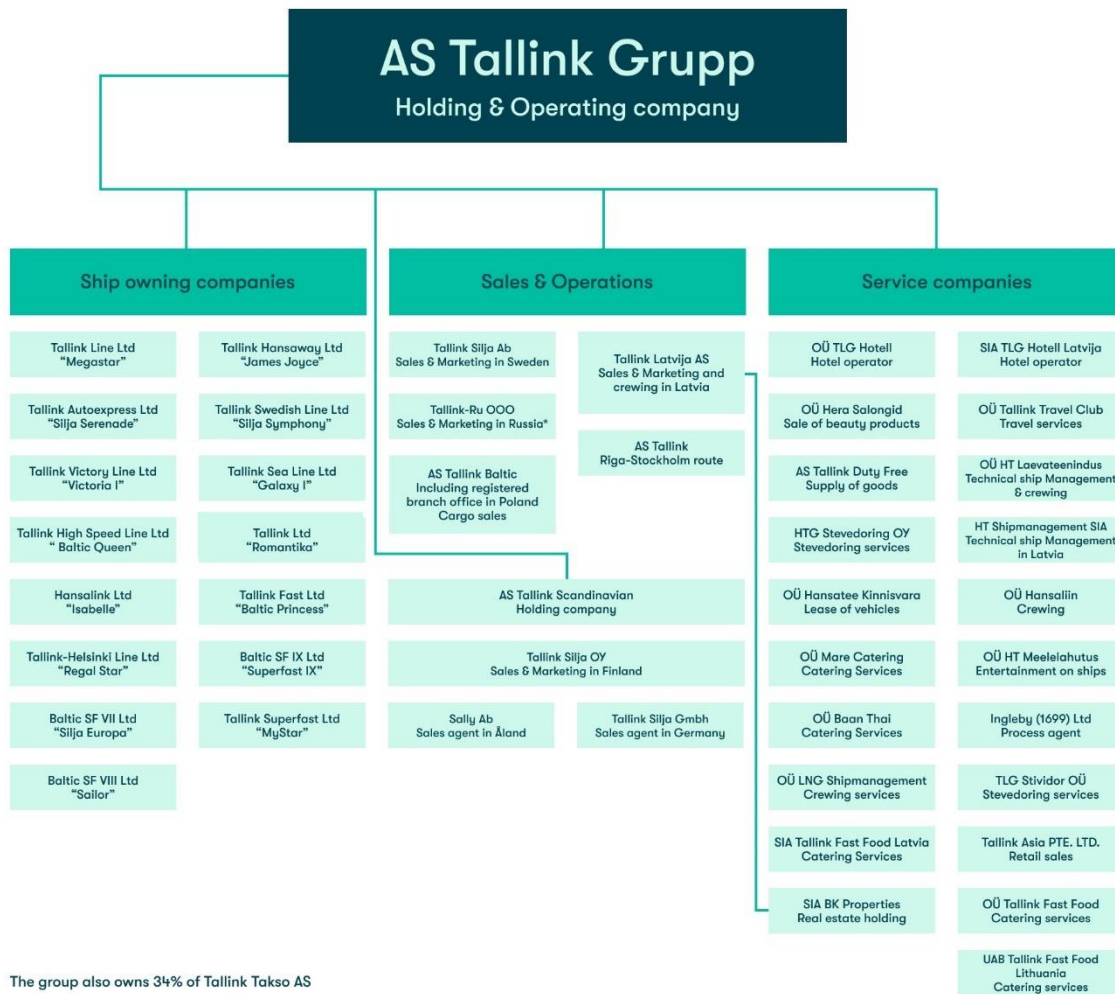 AS Tallink Grupp
Holding & Operating company
Ship owning companies
Tallink Line Ltd
“Megastar”
Tallink Hansaway Ltd
“James Joyce”
Tallink Autoexpress Ltd
“Silja Serenade”
Tallink Swedish Line Ltd
“Silja Symphony”
Tallink Victory Line Ltd
“Victoria I”
Tallink Sea Line Ltd
“Galaxy I”
Tallink High Speed Line Ltd
“ Baltic Queen”
Tallink Ltd
“Romantika”
Hansalink Ltd
“Isabelle”
Tallink Fast Ltd
“Baltic Princess”
Tallink-Helsinki Line Ltd
“Regal Star”
Baltic SF IX Ltd
“Superfast IX”
Baltic SF VII Ltd
“Silja Europa”
Tallink Superfast Ltd
“MyStar”
Baltic SF VIII Ltd
“Sailor”
Sales & Operations
Tallink Silja Ab
Sales & Marketing in Sweden
Tallink Latvija AS
Sales & Marketing and
crewing in Latvia
Tallink-Ru OOO
Sales & Marketing in Russia*
AS Tallink
Riga-Stockholm route
AS Tallink Baltic
Including registered
branch office in Poland
Cargo sales
AS Tallink Scandinavian
Holding company
Tallink Silja OY
Sales & Marketing in Finland
Sally Ab
Sales agent in Åland
Tallink Silja Gmbh
Sales agent in Germany
Service companies
OÜ TLG Hotell
Hotel operator
SIA TLG Hotell Latvija
Hotel operator
OÜ Hera Salongid
Sale of beauty products
OÜ Tallink Travel Club
Travel services
AS Tallink Duty Free
Supply of goods
OÜ HT Laevateenindus
Technical ship Management
& crewing
HTG Stevedoring OY
Stevedoring services
HT Shipmanagement SIA
Technical ship Management
in Latvia
OÜ Hansatee Kinnisvara
Lease of vehicles
OÜ Hansaliin
Crewing
OÜ Mare Catering
Catering Services
OÜ HT Meelelahutus
Entertainment on ships
OÜ Baan Thai
Catering Services
Ingleby (1699) Ltd
Process agent
OÜ LNG Shipmanagement
Crewing services
TLG Stividor OÜ
Stevedoring services
SIA Tallink Fast Food Latvia
Catering Services
Tallink Asia PTE. LTD.
Retail sales
SIA BK Properties
Real estate holding
OÜ Tallink Fast Food
Catering services
UAB Tallink Fast Food
Lithuania
Catering services
The group also owns 34% of Tallink Takso AS